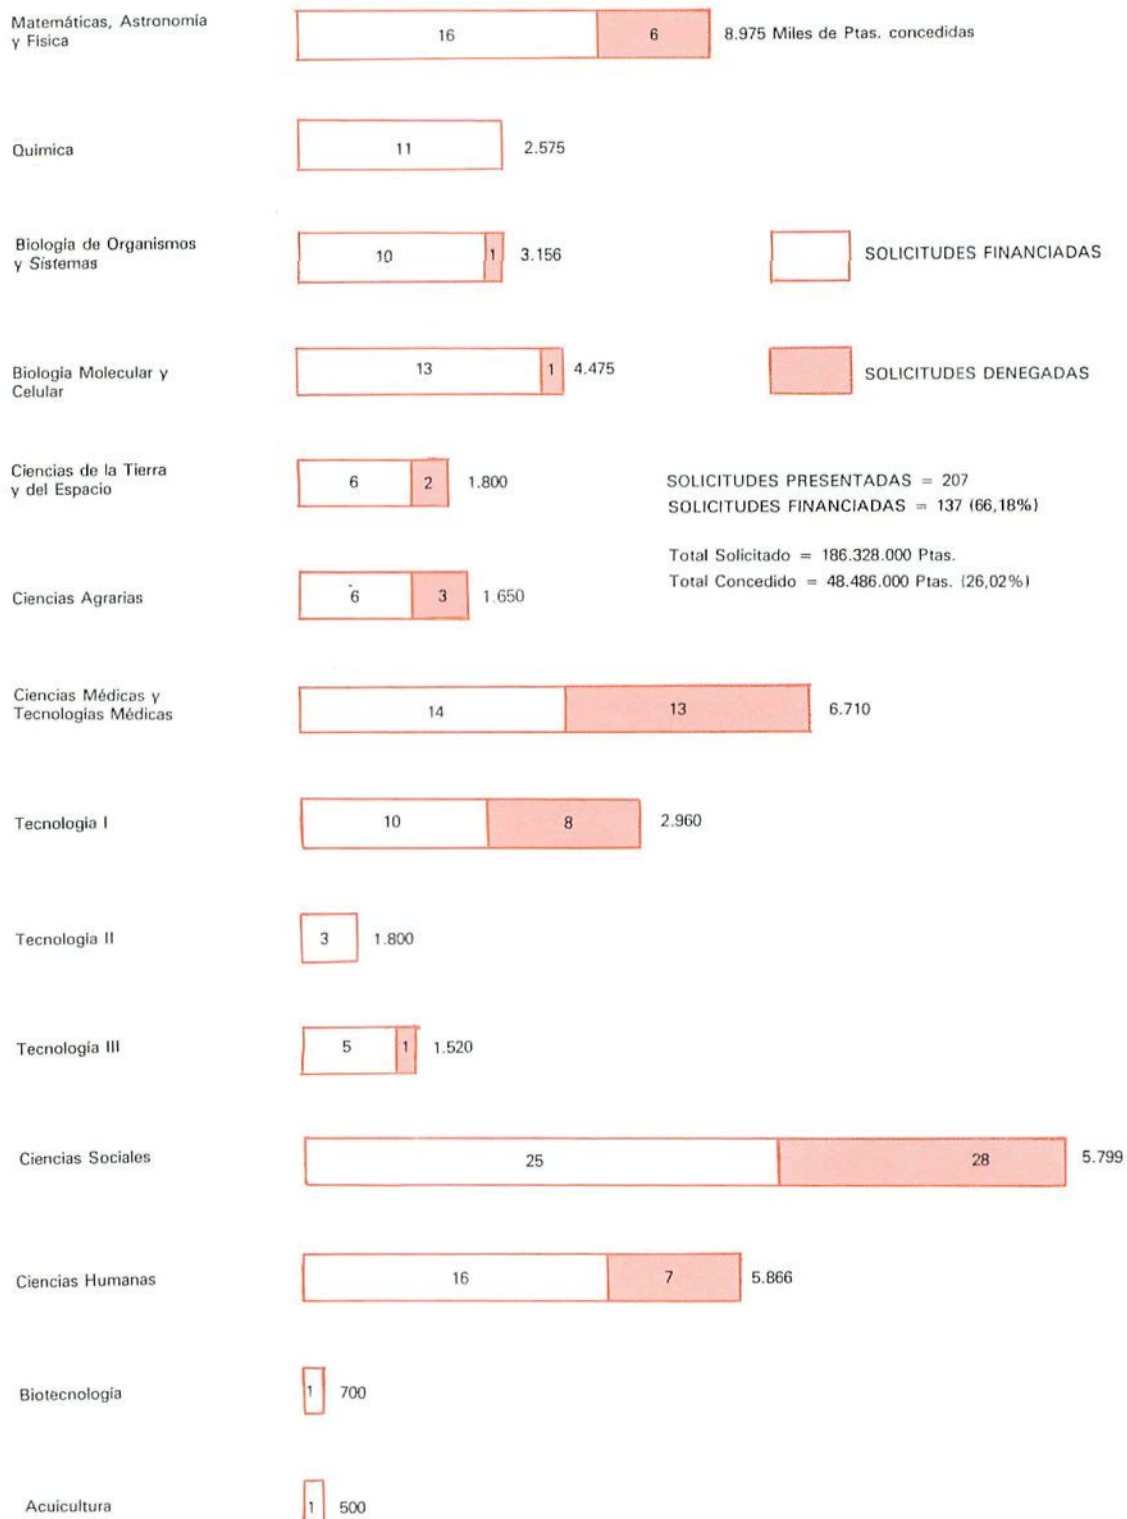 Matemáticas, Astronomía
y Física
16
6
8.975 Miles de Ptas. concedidas
Química
11
2.575
Biología de Organismos
y Sistemas
10
1
3.156
SOLICITUDES FINANCIADAS
Biología Molecular y
Celular
13
1
4.475
SOLICITUDES DENEGADAS
Ciencias de la Tierra
y del Espacio
6
2
1.800
SOLICITUDES PRESENTADAS = 207
SOLICITUDES FINANCIADAS = 137 (66,18%)
Total Solicitado = 186.328.000 Ptas.
Total Concedido = 48.486.000 Ptas. (26,02%)
Ciencias Agrarias
6
3
1.650
Ciencias Médicas y
Tecnologías Médicas
14
13
6.710
Tecnología I
10
8
2.960
Tecnología II
3
1.800
Tecnología III
5
1
1.520
Ciencias Sociales
25
28
5.799
Ciencias Humanas
16
7
5.866
Biotecnología
1
700
Acuicultura
1
500